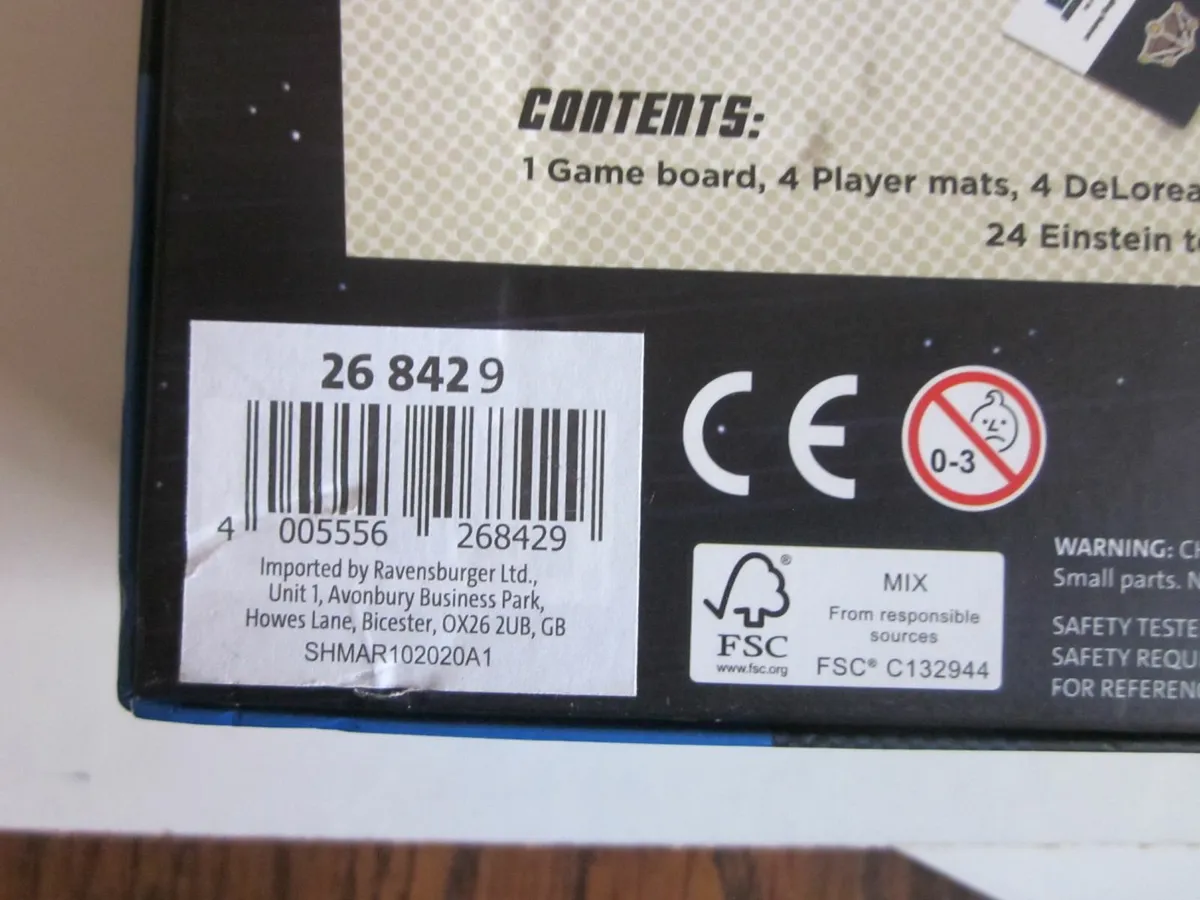 CONTENTS:
1 Game board, 4 Player mats, 4 DeLorea
24 Einstein t
26 842 9
4 005556 268429
Imported by Ravensburger Ltd.,
Unit 1, Avonbury Business Park,
Howes Lane, Bicester, OX26 2UB, GB
SHMAR102020A1
CE
0-3
FSC®
www.fsc.org
MIX
From responsible
sources
FSC® C132944
WARNING: CH
Small parts. N
SAFETY TESTE
SAFETY REQU
FOR REFEREN